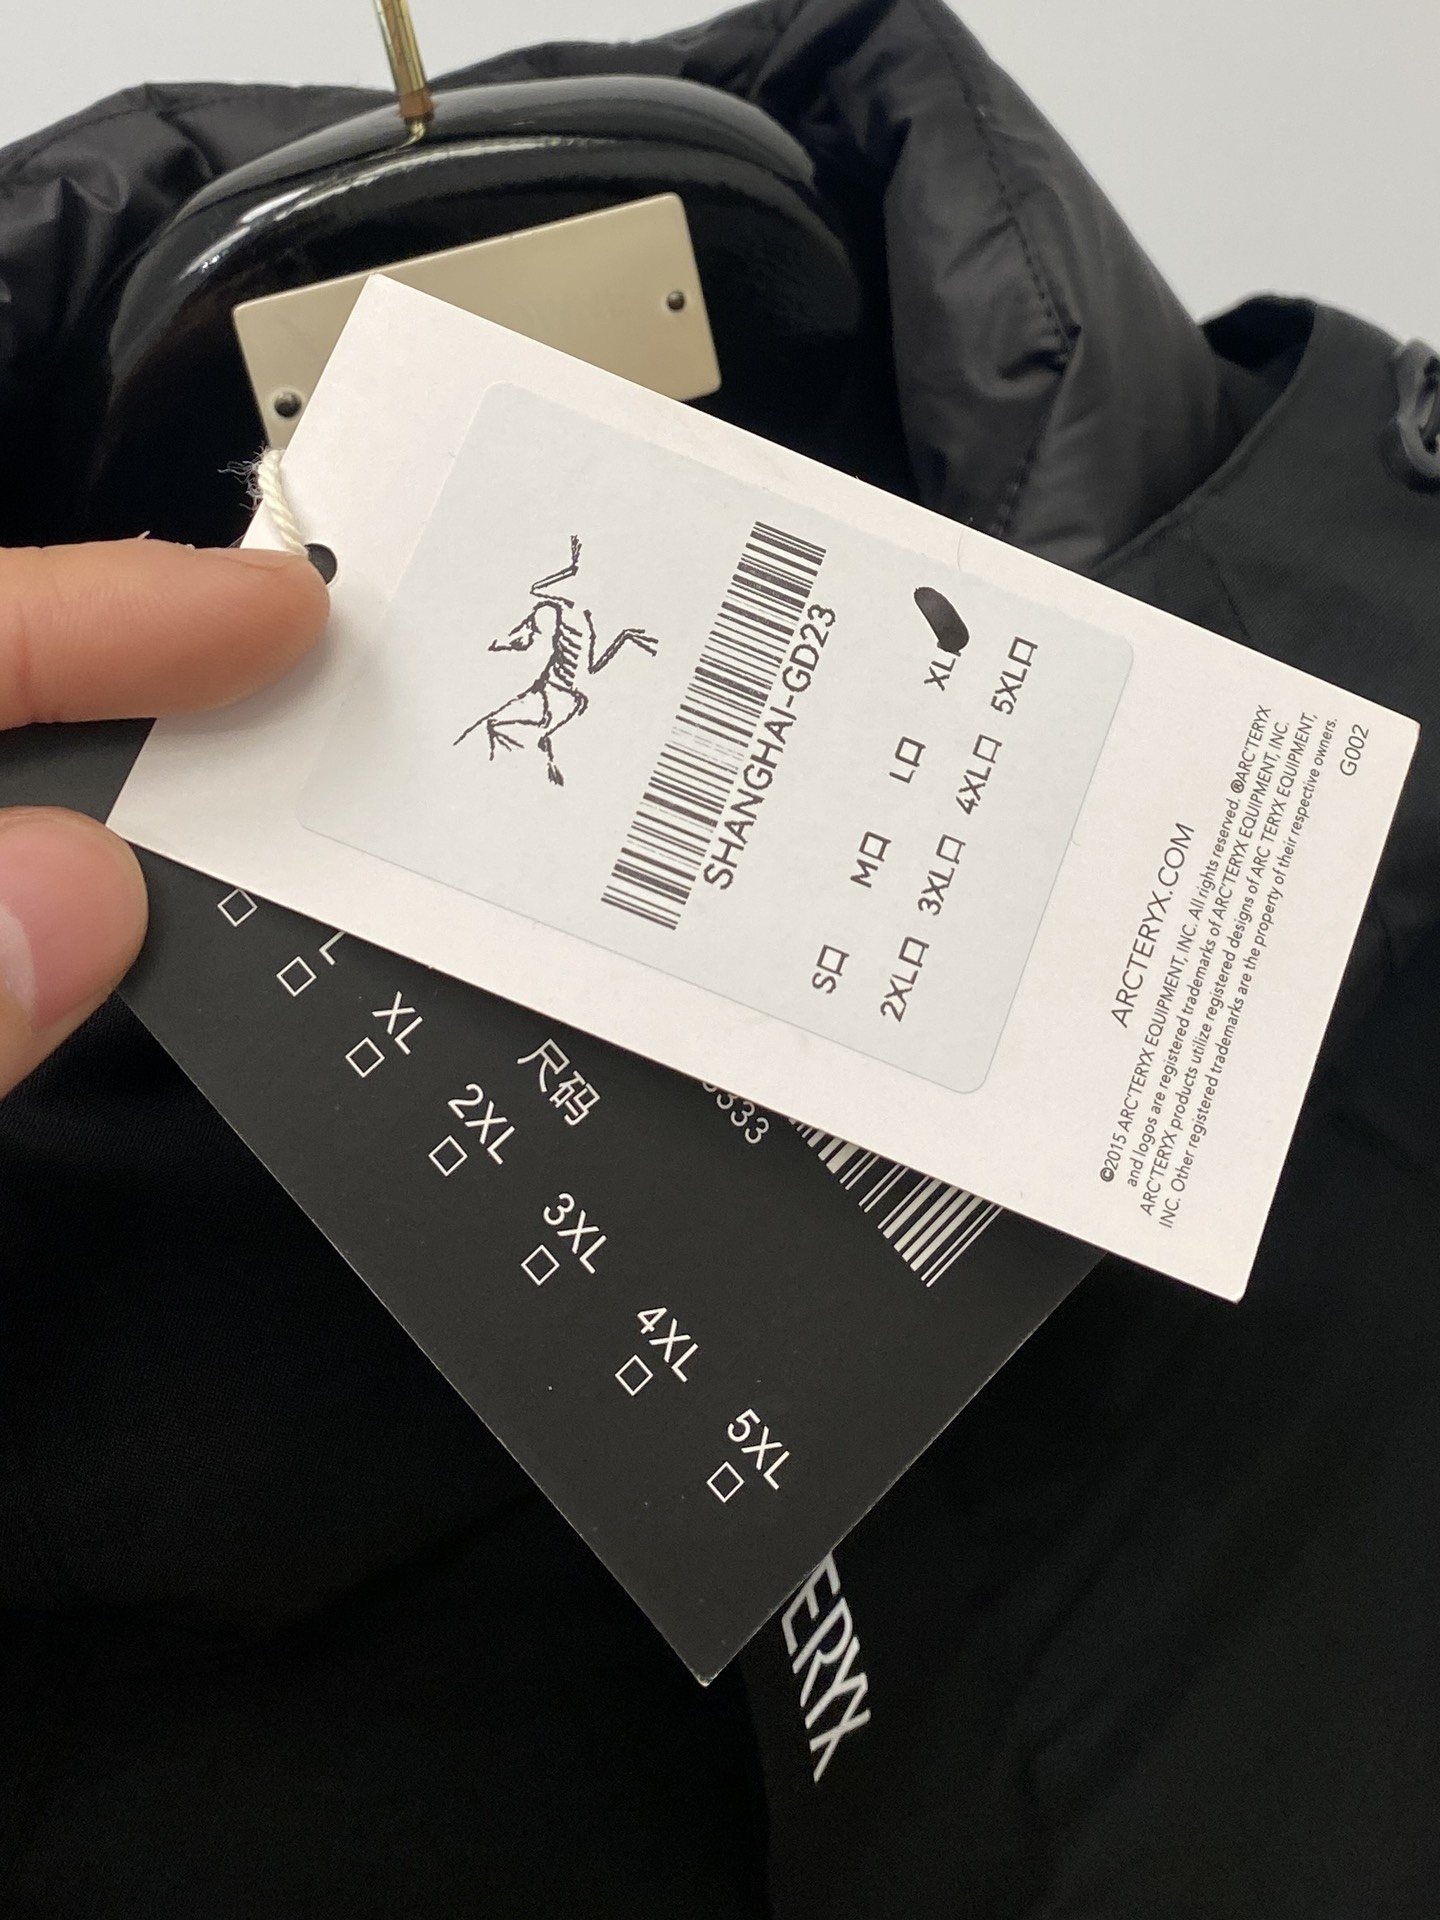 SHANGHAI-GD23
S□ M□ L□ XL
2XL□ 3XL□ 4XL□ 5XL□
ARCTERYX.COM
©2015 ARC'TERYX EQUIPMENT, INC. All rights reserved. ®ARC'TERYX
and logos are registered trademarks of ARC'TERYX EQUIPMENT, INC.
ARC'TERYX products utilize registered designs of ARC TERYX EQUIPMENT,
INC. Other registered trademarks are the property of their respective owners.
G002
L XL 2XL 3XL 4XL 5XL
尺码
333
ERYX